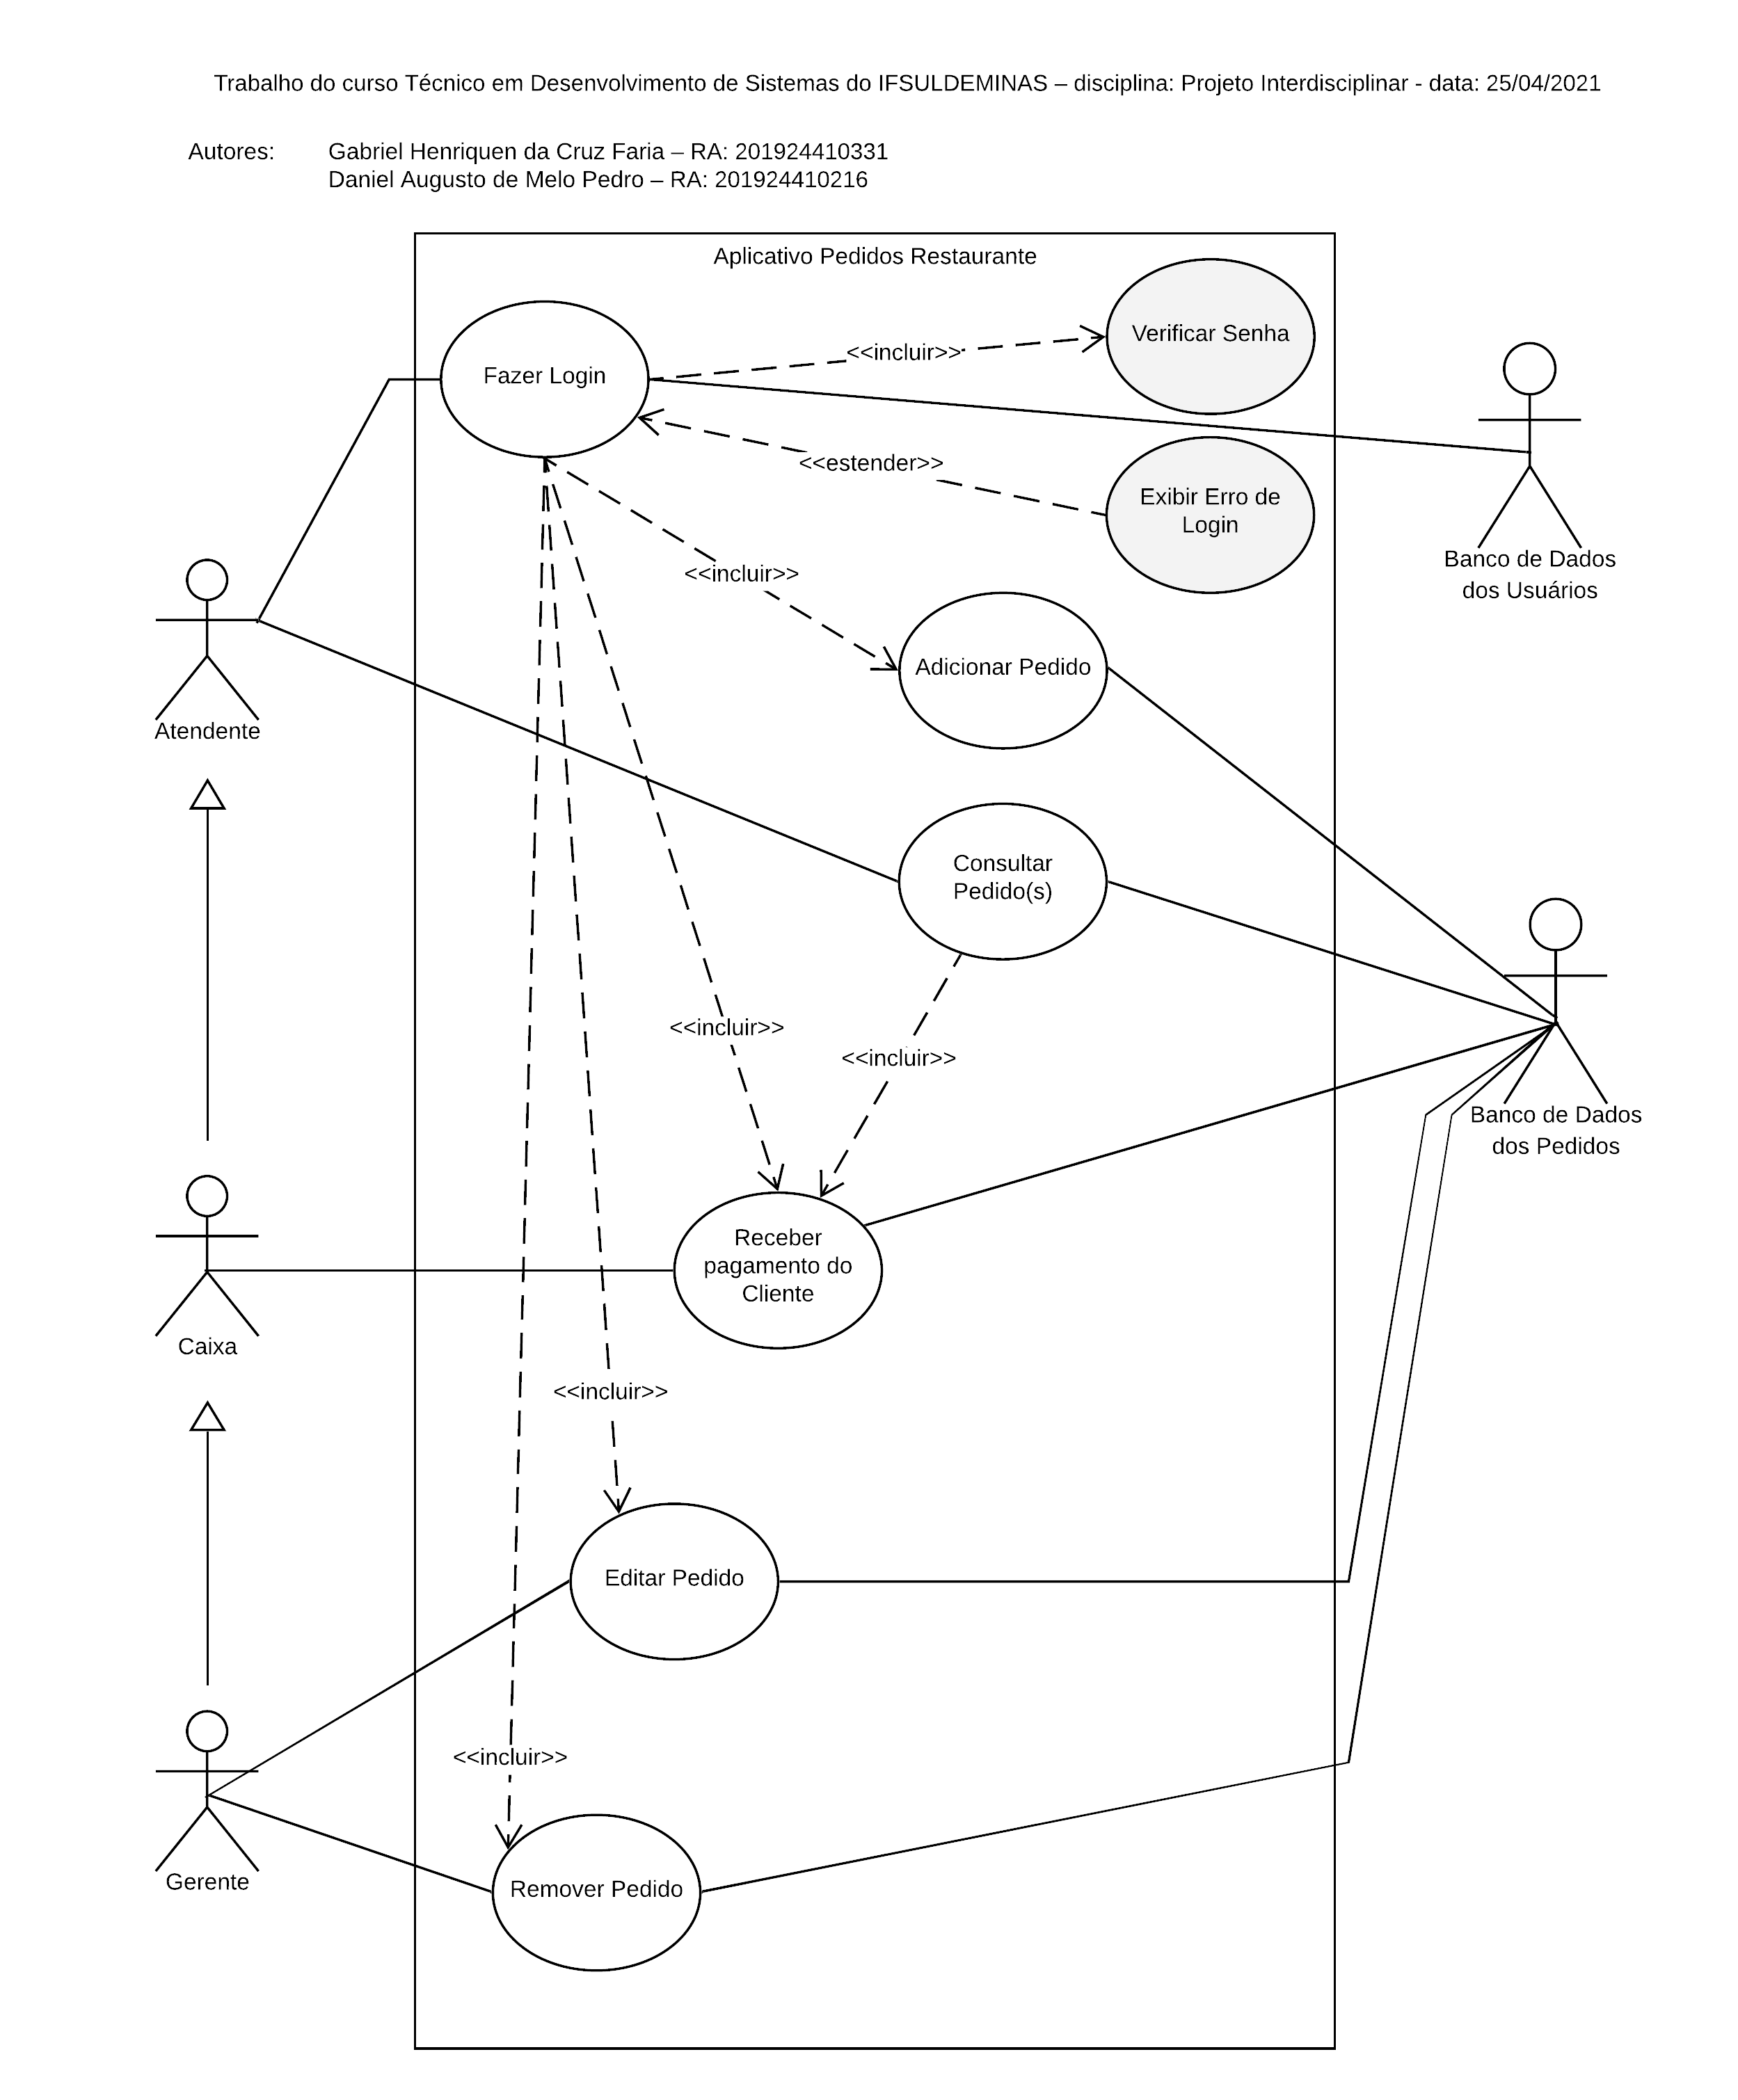 Trabalho do curso Técnico em Desenvolvimento de Sistemas do IFSULDEMINAS – disciplina: Projeto Interdisciplinar - data: 25/04/2021
Autores: Gabriel Henriquen da Cruz Faria – RA: 201924410331
Daniel Augusto de Melo Pedro – RA: 201924410216
Aplicativo Pedidos Restaurante
Verificar Senha
<<incluir>>
Fazer Login
<<estender>>
Exibir Erro de
Login
Banco de Dados
dos Usuários
<<incluir>>
Adicionar Pedido
Atendente
Consultar
Pedido(s)
<<incluir>>
<<incluir>>
Banco de Dados
dos Pedidos
Receber
pagamento do
Cliente
Caixa
<<incluir>>
Editar Pedido
<<incluir>>
Gerente
Remover Pedido